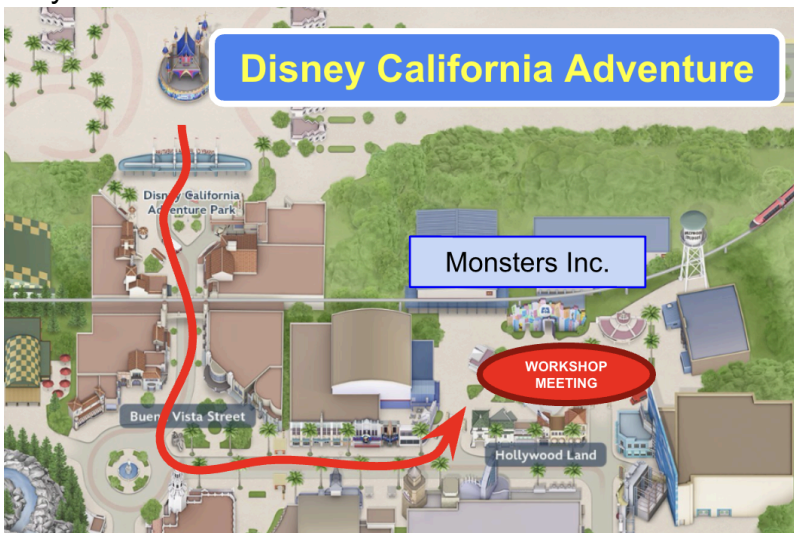 Disney California Adventure
Disney California
Adventure Park
Monsters Inc.
WORKSHOP
MEETING
Buena Vista Street
Hollywood Land